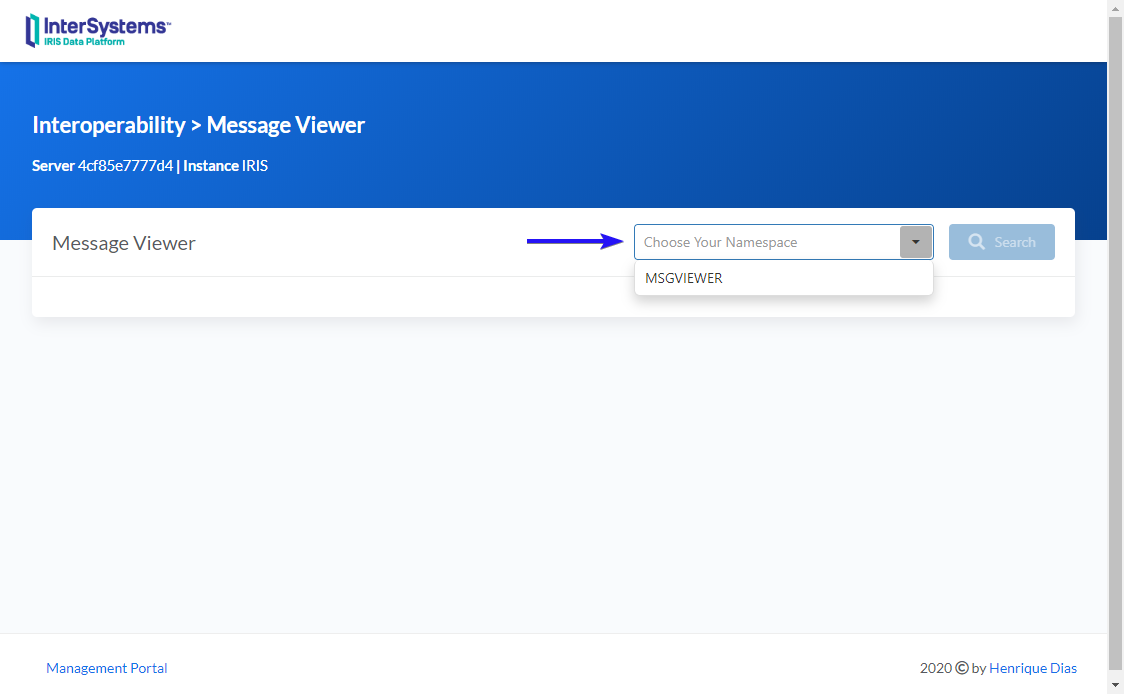 InterSystems™
IRIS Data Platform
Interoperability > Message Viewer
Server 4cf85e7777d4 | Instance IRIS
Message Viewer
Choose Your Namespace
Search
MSGVIEWER
Management Portal
2020 © by Henrique Dias